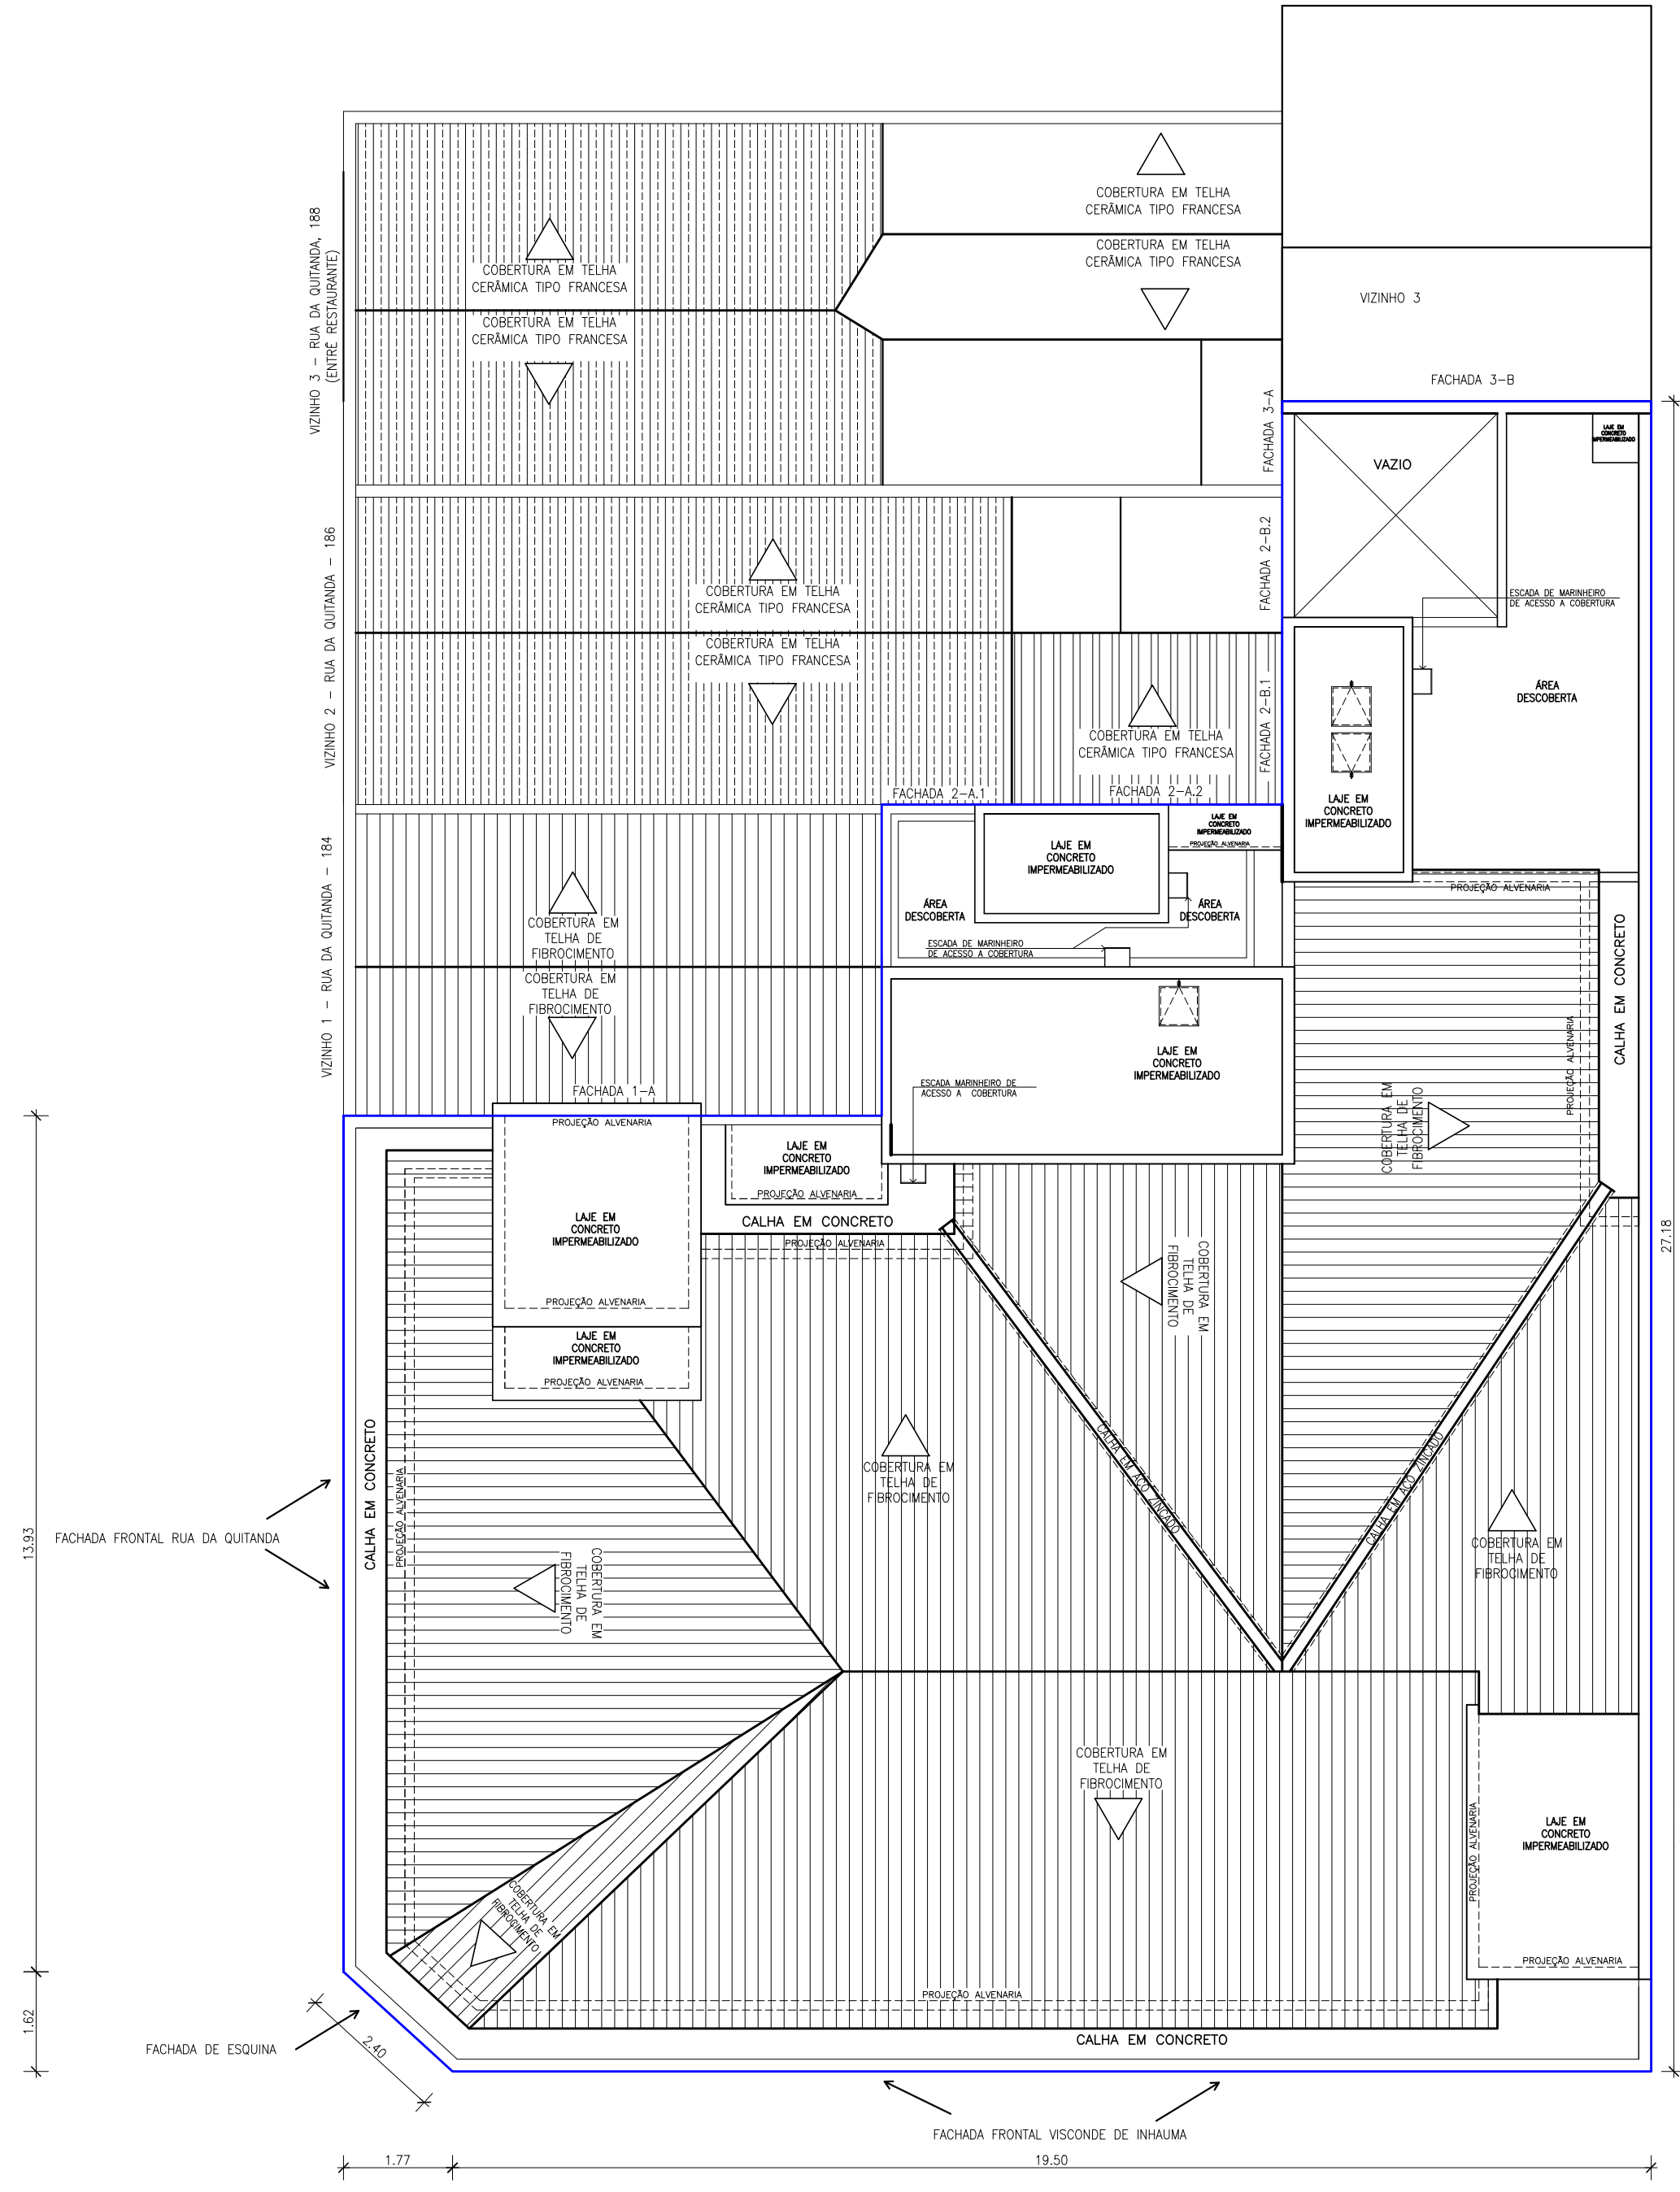 COBERTURA EM TELHA
CERÂMICA TIPO FRANCESA
COBERTURA EM TELHA
CERÂMICA TIPO FRANCESA
VIZINHO 3 - RUA DA QUITANDA, 188
(ENTRÊ RESTAURANTE)
COBERTURA EM TELHA
CERÂMICA TIPO FRANCESA
COBERTURA EM TELHA
CERÂMICA TIPO FRANCESA
VIZINHO 3
FACHADA 3-B
FACHADA 3-A
VAZIO
LAJE EM
CONCRETO
IMPERMEABILIZADO
VIZINHO 2 - RUA DA QUITANDA - 186
COBERTURA EM TELHA
CERÂMICA TIPO FRANCESA
COBERTURA EM TELHA
CERÂMICA TIPO FRANCESA
FACHADA 2-B.2
ESCADA DE MARINHEIRO
DE ACESSO A COBERTURA
FACHADA 2-B.1
COBERTURA EM TELHA
CERÂMICA TIPO FRANCESA
ÁREA
DESCOBERTA
FACHADA 2-A.1
FACHADA 2-A.2
LAJE EM
CONCRETO
IMPERMEABILIZADO
VIZINHO 1 - RUA DA QUITANDA - 184
COBERTURA EM
TELHA DE
FIBROCIMENTO
COBERTURA EM
TELHA DE
FIBROCIMENTO
LAJE EM
CONCRETO
IMPERMEABILIZADO
LAJE EM
CONCRETO
IMPERMEABILIZADO
PROJEÇÃO ALVENARIA
ÁREA
DESCOBERTA
ÁREA
DESCOBERTA
ESCADA DE MARINHEIRO
DE ACESSO A COBERTURA
PROJEÇÃO ALVENARIA
CALHA EM CONCRETO
PROJEÇÃO ALVENARIA
LAJE EM
CONCRETO
IMPERMEABILIZADO
ESCADA MARINHEIRO DE
ACESSO A COBERTURA
COBERTURA EM
TELHA DE
FIBROCIMENTO
FACHADA 1-A
PROJEÇÃO ALVENARIA
LAJE EM
CONCRETO
IMPERMEABILIZADO
PROJEÇÃO ALVENARIA
CALHA EM CONCRETO
PROJEÇÃO ALVENARIA
LAJE EM
CONCRETO
IMPERMEABILIZADO
PROJEÇÃO ALVENARIA
LAJE EM
CONCRETO
IMPERMEABILIZADO
PROJEÇÃO ALVENARIA
COBERTURA EM
TELHA DE
FIBROCIMENTO
27.18
CALHA EM CONCRETO
PROJEÇÃO ALVENARIA
COBERTURA EM
TELHA DE
FIBROCIMENTO
CALHA EM AÇO ZINCADO
CALHA EM AÇO ZINCADO
COBERTURA EM
TELHA DE
FIBROCIMENTO
13.93
FACHADA FRONTAL RUA DA QUITANDA
COBERTURA EM
TELHA DE
FIBROCIMENTO
COBERTURA EM
TELHA DE
FIBROCIMENTO
LAJE EM
CONCRETO
IMPERMEABILIZADO
PROJEÇÃO ALVENARIA
PROJEÇÃO ALVENARIA
COBERTURA EM
TELHA DE
FIBROCIMENTO
PROJEÇÃO ALVENARIA
CALHA EM CONCRETO
1.62
2.40
FACHADA DE ESQUINA
FACHADA FRONTAL VISCONDE DE INHAUMA
1.77
19.50